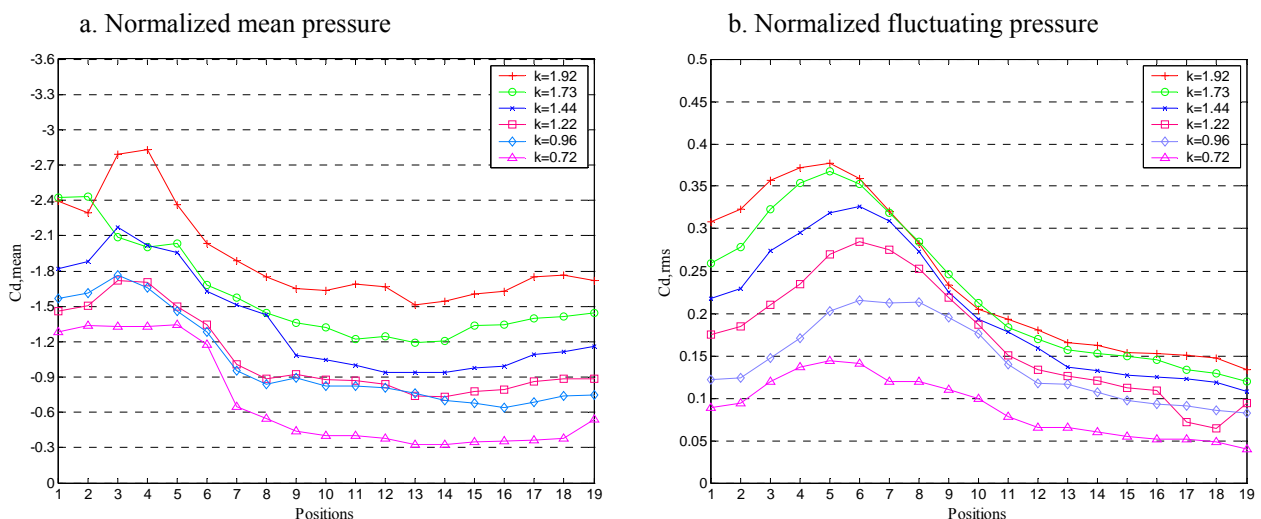 a. Normalized mean pressure
-3.6
-3.3
-3
-2.7
-2.4
-2.1
-1.8
-1.5
-1.2
-0.9
-0.6
-0.3
0
Cd,mean
k=1.92
k=1.73
k=1.44
k=1.22
k=0.96
k=0.72
1 2 3 4 5 6 7 8 9 10 11 12 13 14 15 16 17 18 19
Positions
b. Normalized fluctuating pressure
0.5
0.45
0.4
0.35
0.3
0.25
0.2
0.15
0.1
0.05
0
Cd,rms
k=1.92
k=1.73
k=1.44
k=1.22
k=0.96
k=0.72
1 2 3 4 5 6 7 8 9 10 11 12 13 14 15 16 17 18 19
Positions